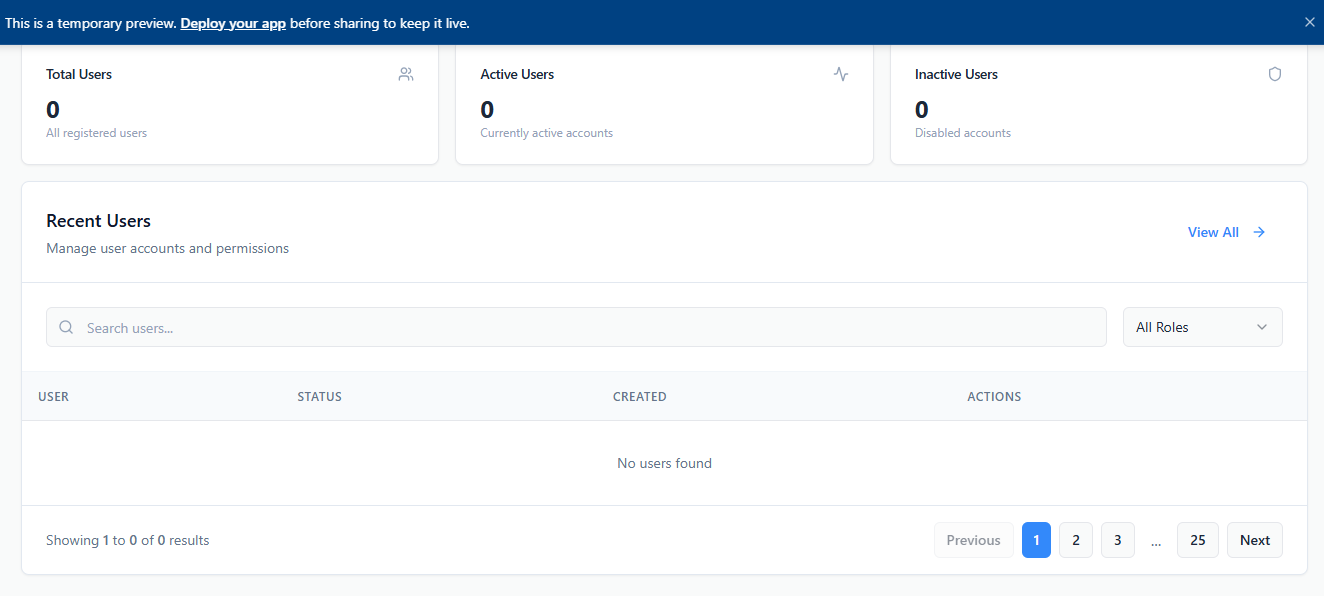 This is a temporary preview. Deploy your app before sharing to keep it live.
Total Users
0
All registered users
Active Users
0
Currently active accounts
Inactive Users
0
Disabled accounts
Recent Users
Manage user accounts and permissions
View All
Search users...
All Roles
USER STATUS CREATED ACTIONS
No users found
Showing 1 to 0 of 0 results
Previous 1 2 3 ... 25 Next